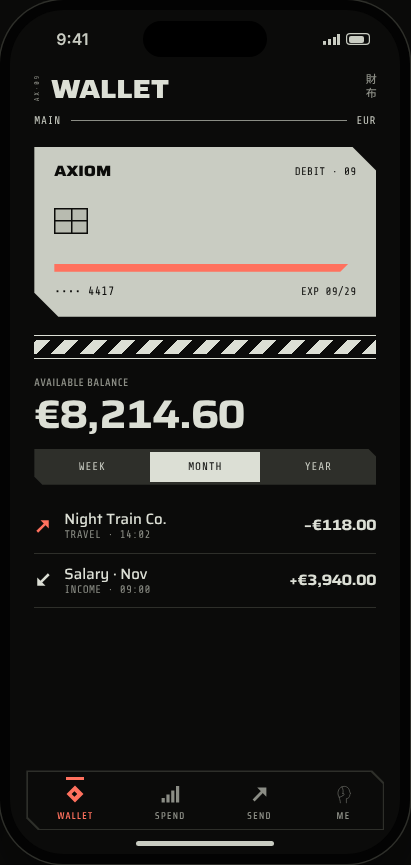 9:41
AX·09
WALLET
財布
MAIN
EUR
AXIOM
DEBIT · 09
···· 4417
EXP 09/29
AVAILABLE BALANCE
€8,214.60
WEEK
MONTH
YEAR
Night Train Co.
–€118.00
TRAVEL · 14:02
Salary · Nov
+€3,940.00
INCOME · 09:00
WALLET
SPEND
SEND
ME